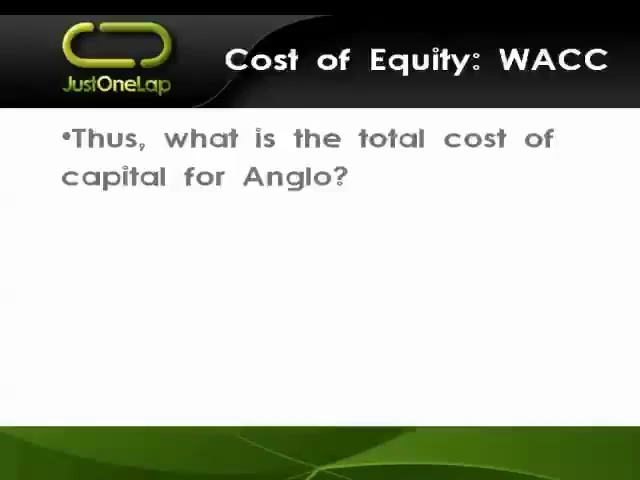 JustOneLap
Cost of Equity: WACC
•Thus, what is the total cost of
capital for Anglo?